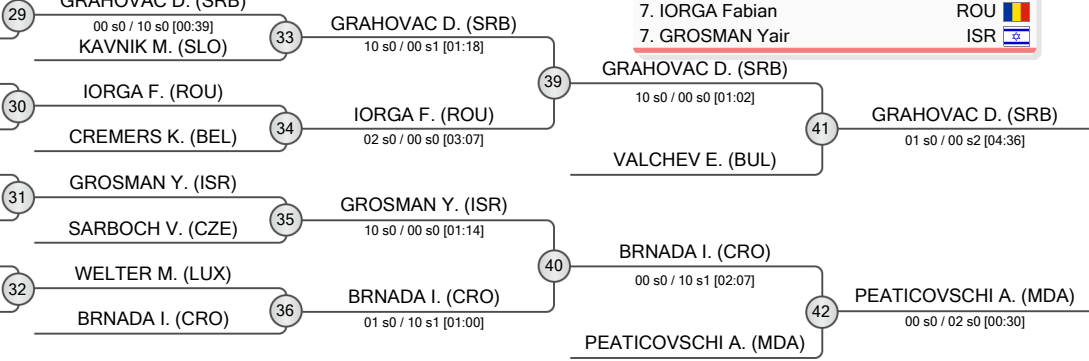 GRAHOVAC D. (SRB)
29
00 s0 / 10 s0 [00:39]
KAVNIK M. (SLO)
33
GRAHOVAC D. (SRB)
10 s0 / 00 s1 [01:18]
7. IORGA Fabian ROU
7. GROSMAN Yair ISR
30
IORGA F. (ROU)
CREMERS K. (BEL)
34
IORGA F. (ROU)
02 s0 / 00 s0 [03:07]
39
GRAHOVAC D. (SRB)
10 s0 / 00 s0 [01:02]
VALCHEV E. (BUL)
41
GRAHOVAC D. (SRB)
01 s0 / 00 s2 [04:36]
31
GROSMAN Y. (ISR)
SARBOCH V. (CZE)
35
GROSMAN Y. (ISR)
10 s0 / 00 s0 [01:14]
32
WELTER M. (LUX)
BRNADA I. (CRO)
36
BRNADA I. (CRO)
01 s0 / 10 s1 [01:00]
40
BRNADA I. (CRO)
00 s0 / 10 s1 [02:07]
PEATICOVSCHI A. (MDA)
42
PEATICOVSCHI A. (MDA)
00 s0 / 02 s0 [00:30]